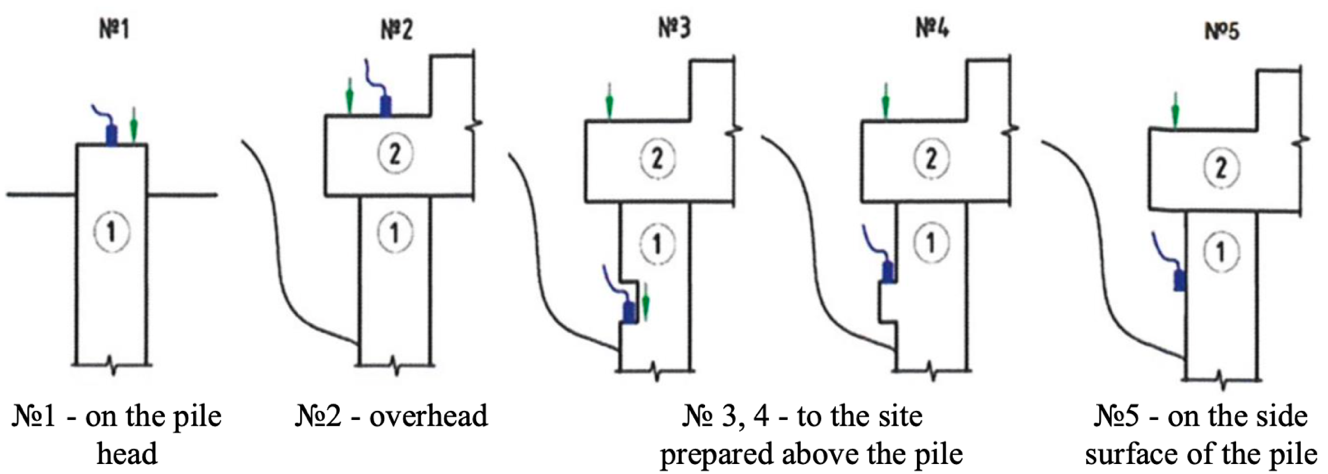 №1
№2
№3
№4
№5
2
2
2
2
1
1
1
1
1
№1 - on the pile
head
№2 - overhead
№ 3, 4 - to the site
prepared above the pile
№5 - on the side
surface of the pile